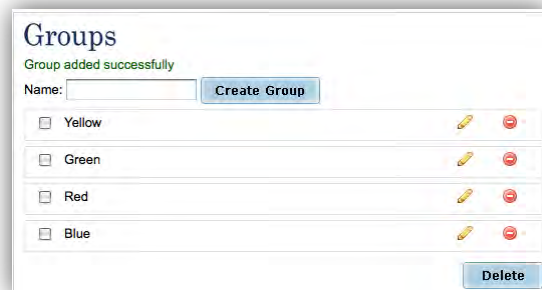 Groups
Group added successfully
Name: Create Group
Yellow
Green
Red
Blue
Delete